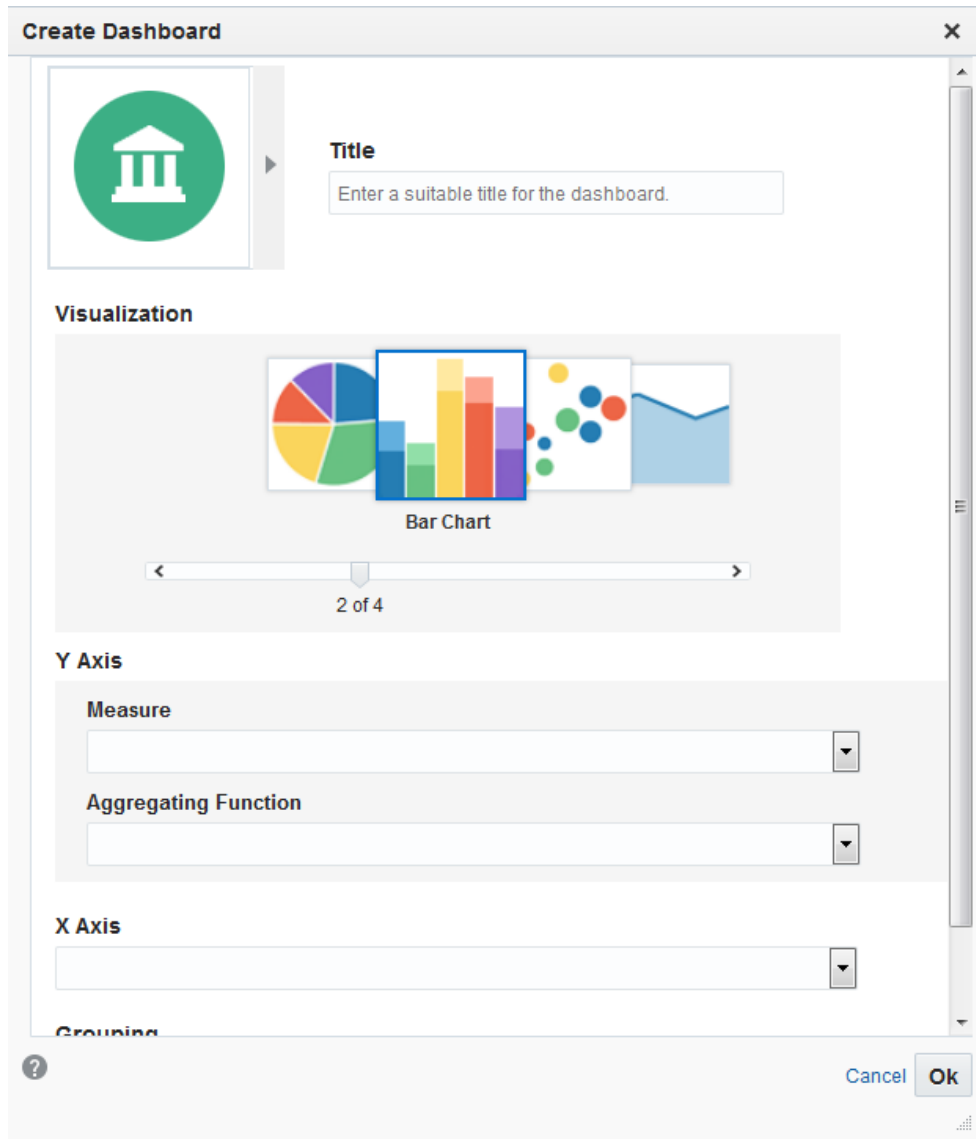 Create Dashboard
Title
Enter a suitable title for the dashboard.
Visualization
Bar Chart
2 of 4
Y Axis
Measure
Aggregating Function
X Axis
Grouping
Cancel Ok